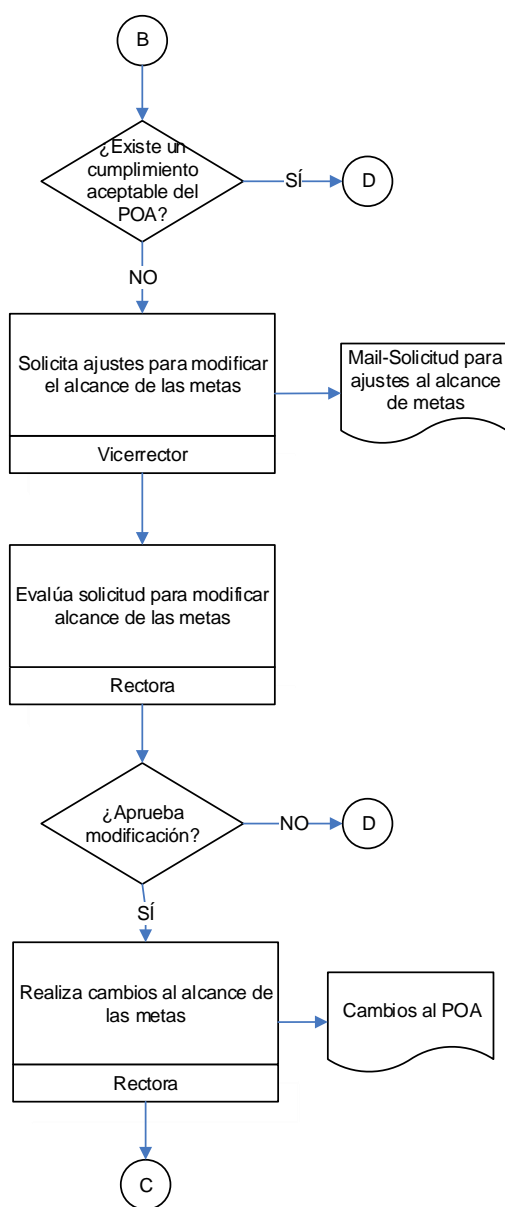 B
¿Existe un
cumplimiento
aceptable del
POA?
SÍ
D
NO
Solicita ajustes para modificar
el alcance de las metas
Vicerrector
Mail-Solicitud para
ajustes al alcance
de metas
Evalúa solicitud para modificar
alcance de las metas
Rectora
¿Aprueba
modificación?
NO
D
SÍ
Realiza cambios al alcance de
las metas
Rectora
Cambios al POA
C